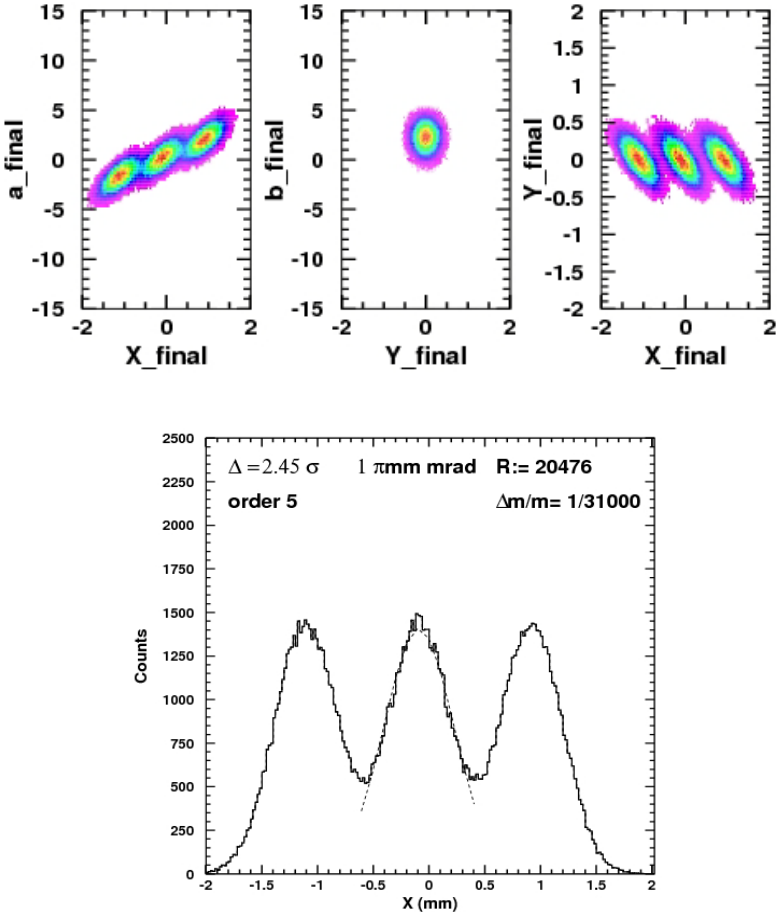 15
10
5
0
-5
-10
-15
a_final
-2 0 2
X_final
15
10
5
0
-5
-10
-15
b_final
-2 0 2
Y_final
2
1.5
1
0.5
0
-0.5
-1
-1.5
-2
Y_final
-2 0 2
X_final
Δ =2.45 σ 1 πmm mrad R:= 20476
order 5 Δm/m= 1/31000
2500
2250
2000
1750
1500
1250
1000
750
500
250
0
Counts
-2 -1.5 -1 -0.5 0 0.5 1 1.5 2
X (mm)